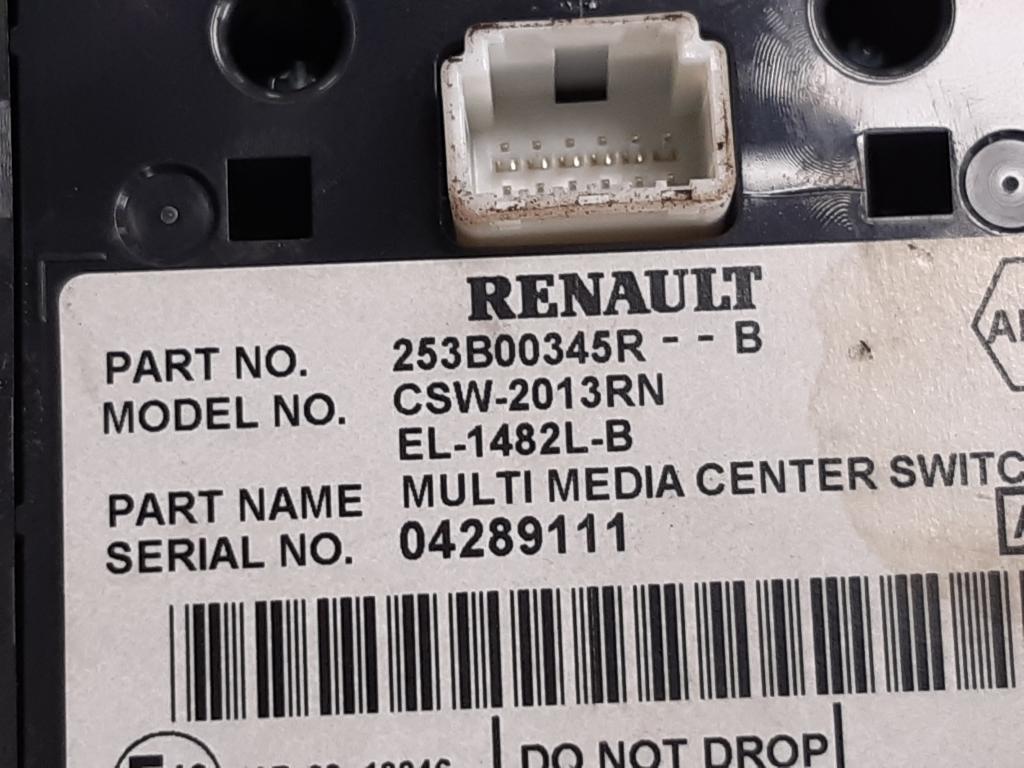 RENAULT
PART NO. 253B00345R - - B
MODEL NO. CSW-2013RN
EL-1482L-B
PART NAME MULTI MEDIA CENTER SWITC
SERIAL NO. 04289111
DO NOT DROP